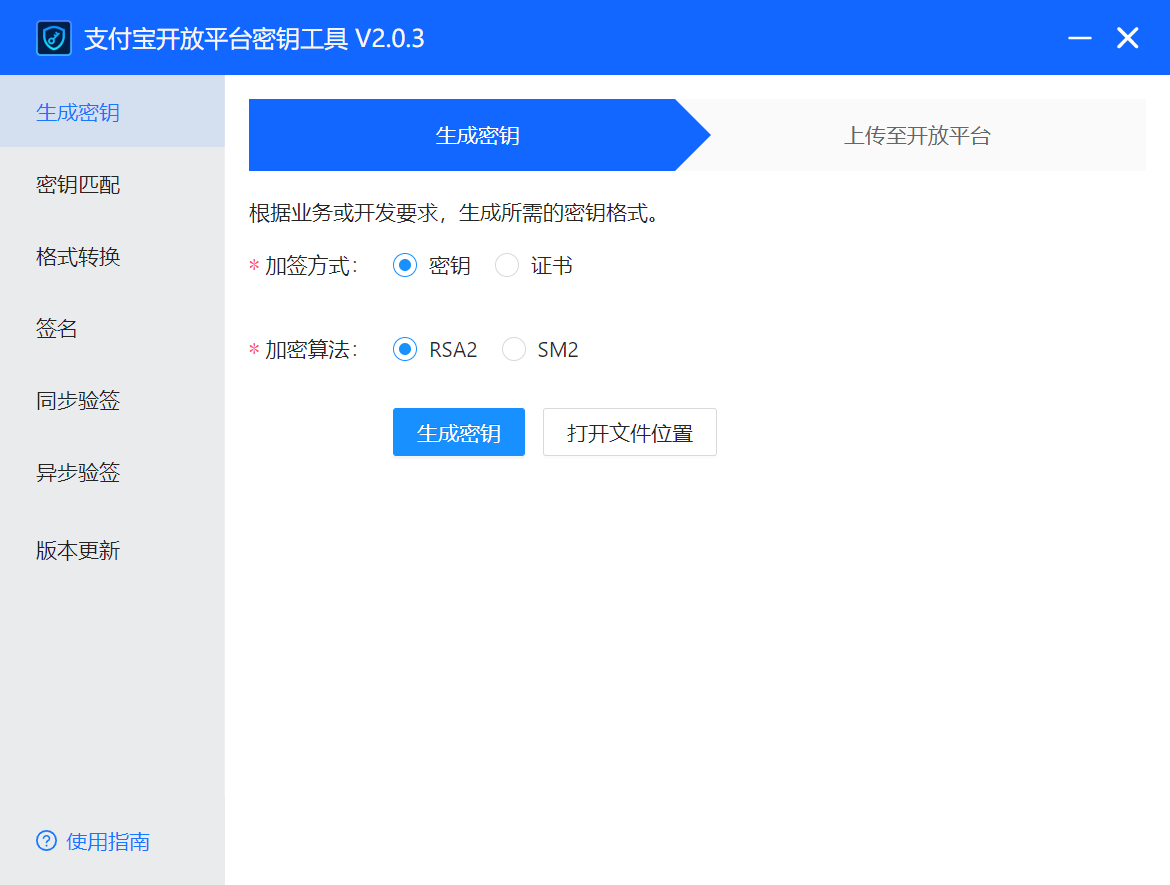 支付宝开放平台密钥工具 V2.0.3
生成密钥
密钥匹配
格式转换
签名
同步验签
异步验签
版本更新
使用指南
生成密钥
上传至开放平台
根据业务或开发要求，生成所需的密钥格式。
* 加签方式： 密钥 证书
* 加密算法： RSA2 SM2
生成密钥 打开文件位置